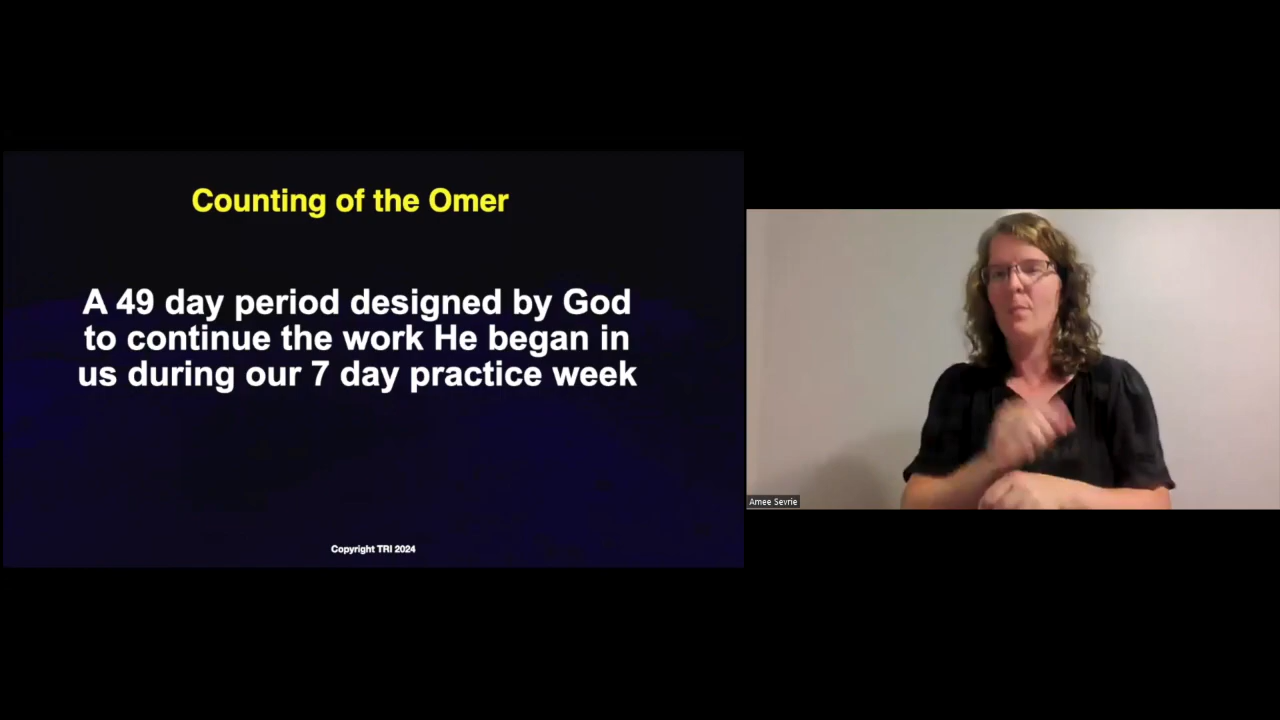 Counting of the Omer
A 49 day period designed by God
to continue the work He began in
us during our 7 day practice week
Copyright TRI 2024
Amee Sevrie